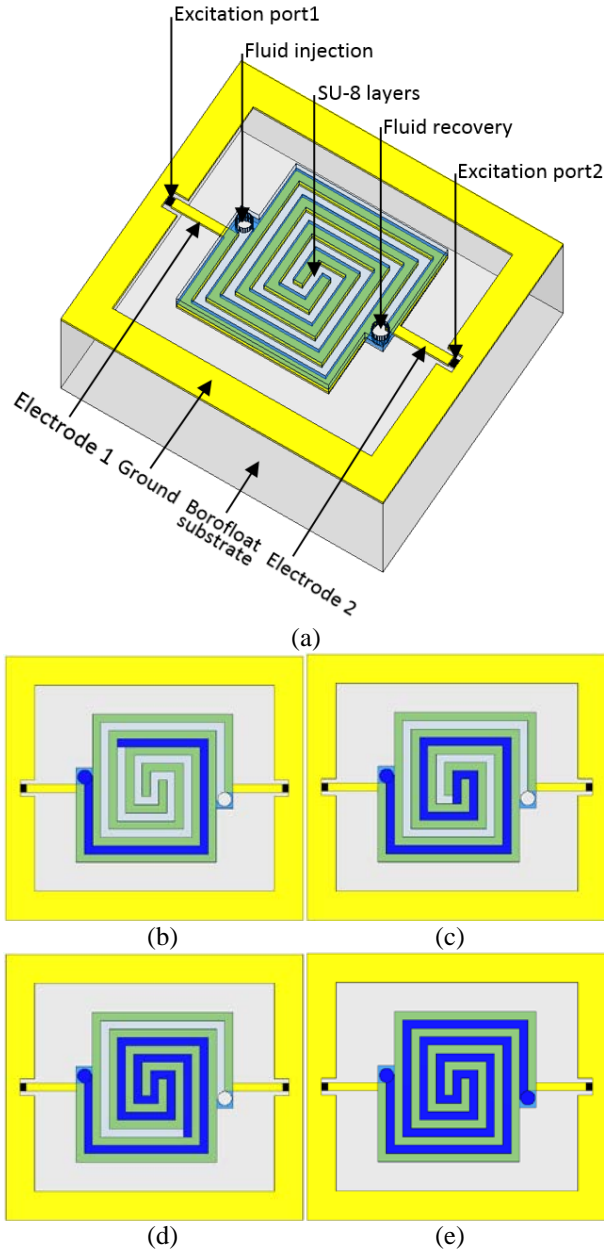 Excitation port1
Fluid injection
SU-8 layers
Fluid recovery
Excitation port2
Electrode 1
Ground
Borofloat
substrate
Electrode 2
(a)
(b)
(c)
(d)
(e)